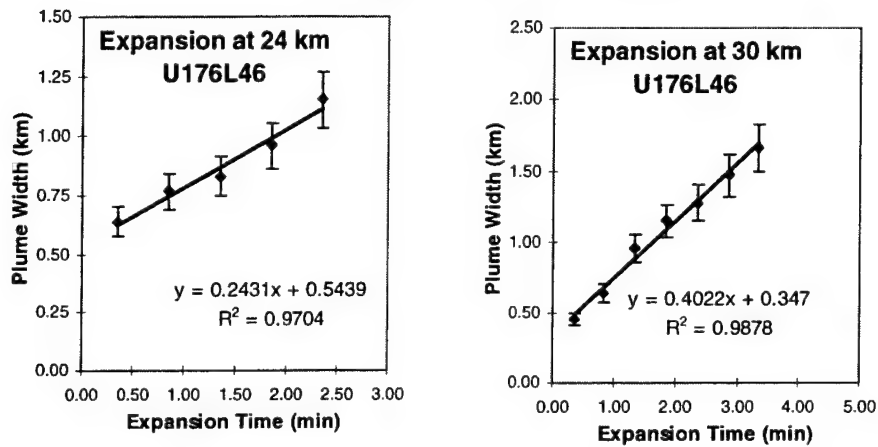 1.50
1.25
1.00
0.75
0.50
0.25
0.00
Plume Width (km)
Expansion at 24 km
U176L46
y = 0.2431x + 0.5439
R² = 0.9704
0.00 1.00 1.50 2.00 2.50 3.00
Expansion Time (min)
2.50
2.00
1.50
1.00
0.50
0.00
Plume Width (km)
Expansion at 30 km
U176L46
y = 0.4022x + 0.347
R² = 0.9878
0.00 1.00 2.00 3.00 4.00 5.00
Expansion Time (min)